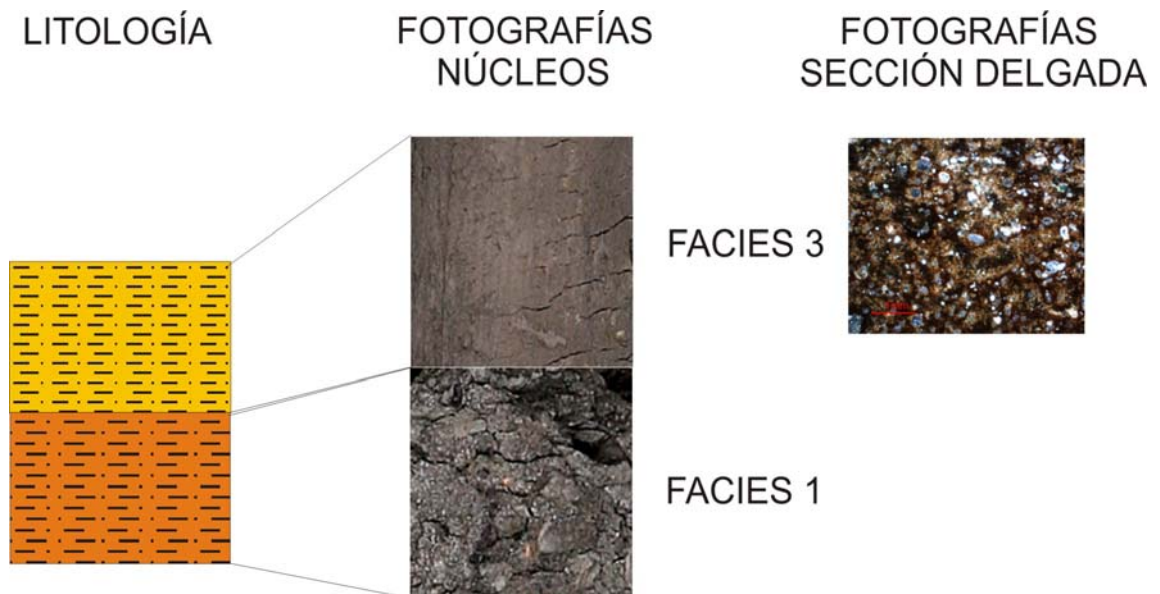 LITOLOGÍA
FOTOGRAFÍAS
NÚCLEOS
FOTOGRAFÍAS
SECCIÓN DELGADA
FACIES 3
FACIES 1